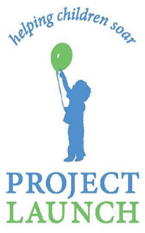 helping children soar
PROJECT
LAUNCH